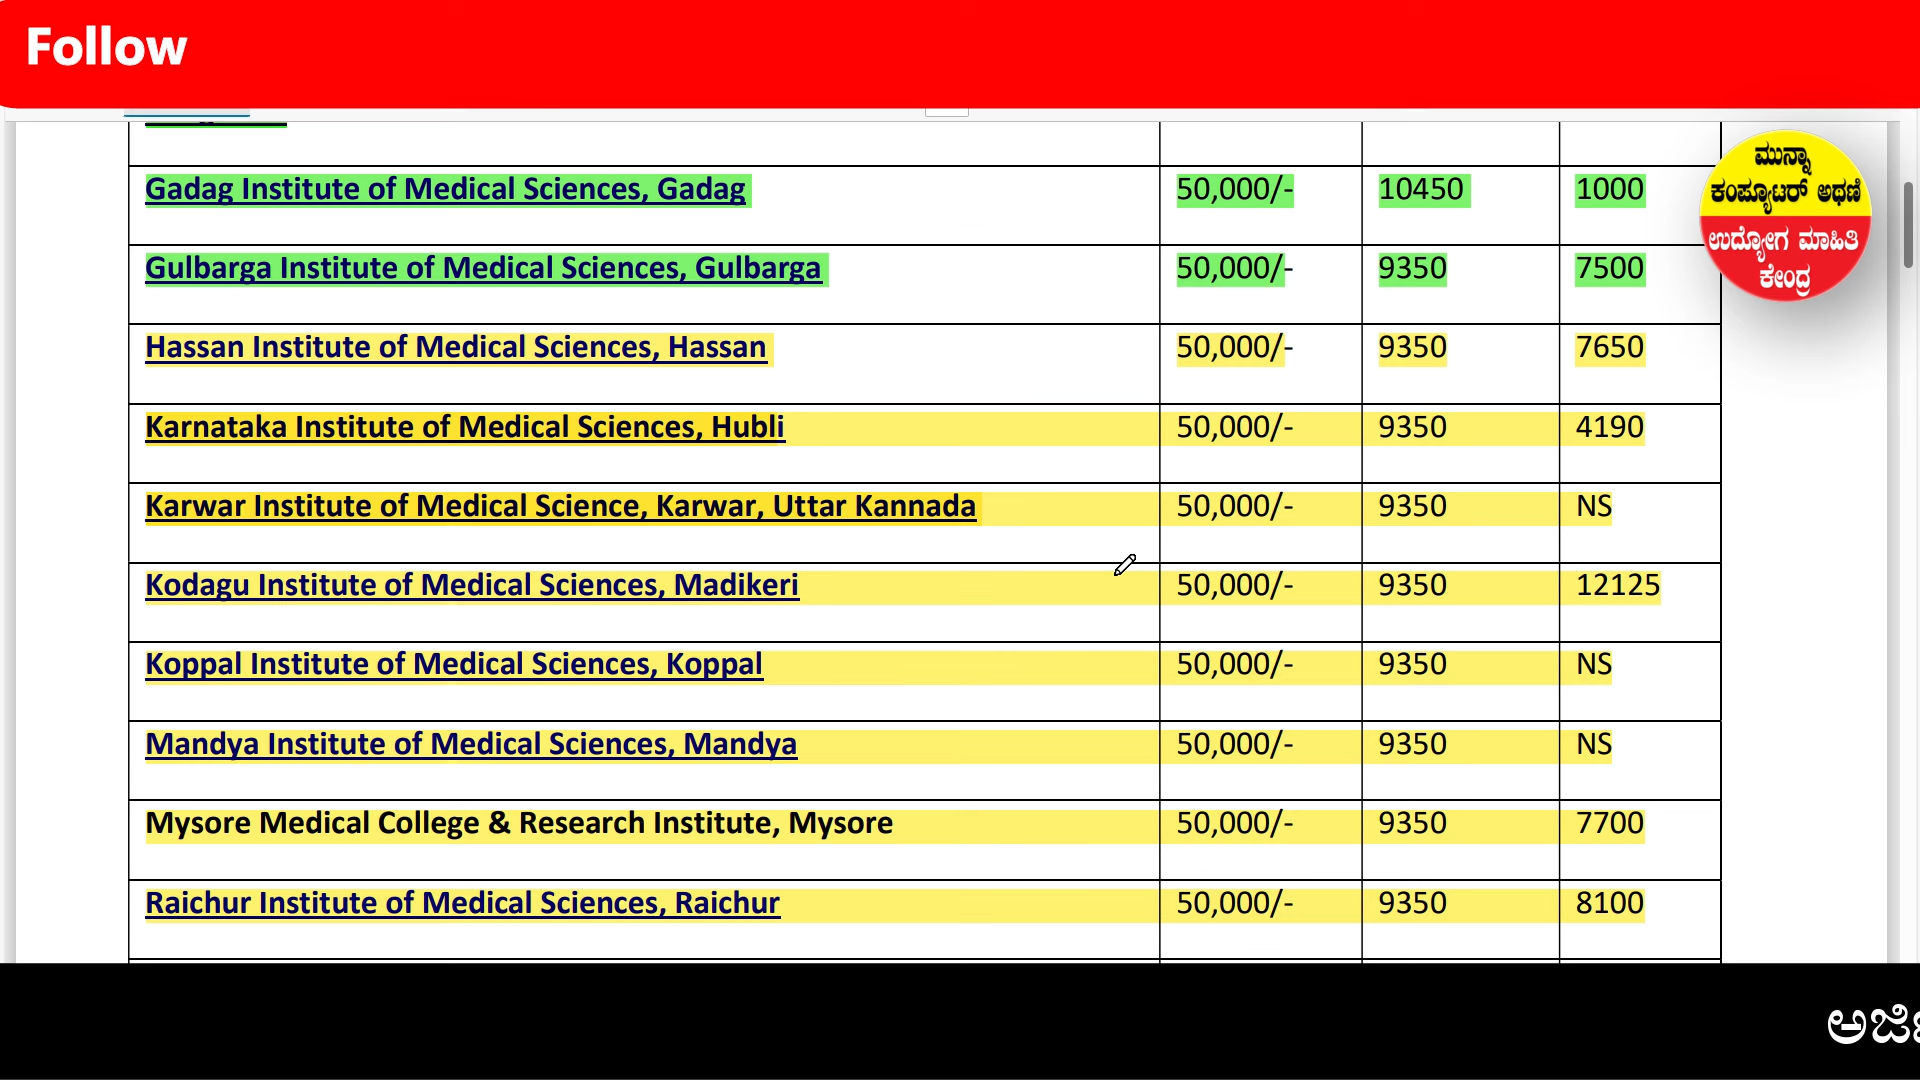 Follow
Gadag Institute of Medical Sciences, Gadag 50,000/- 10450 1000
Gulbarga Institute of Medical Sciences, Gulbarga 50,000/- 9350 7500
Hassan Institute of Medical Sciences, Hassan 50,000/- 9350 7650
Karnataka Institute of Medical Sciences, Hubli 50,000/- 9350 4190
Karwar Institute of Medical Science, Karwar, Uttar Kannada 50,000/- 9350 NS
Kodagu Institute of Medical Sciences, Madikeri 50,000/- 9350 12125
Koppal Institute of Medical Sciences, Koppal 50,000/- 9350 NS
Mandya Institute of Medical Sciences, Mandya 50,000/- 9350 NS
Mysore Medical College & Research Institute, Mysore 50,000/- 9350 7700
Raichur Institute of Medical Sciences, Raichur 50,000/- 9350 8100
ಮುನ್ನಾ
ಕಂಪ್ಯೂಟರ್ ಅಥಣಿ
ಉದ್ಯೋಗ ಮಾಹಿತಿ
ಕೇಂದ್ರ